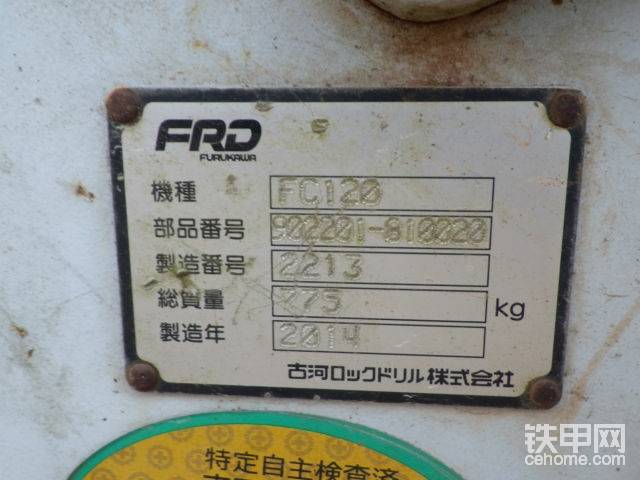 FRD
FURUKAWA
機種 FC120
部品番号 902201-810020
製造番号 2213
総質量 775 kg
製造年 2014
古河ロックドリル株式会社
特定自主検査済
铁甲网
cehome.com